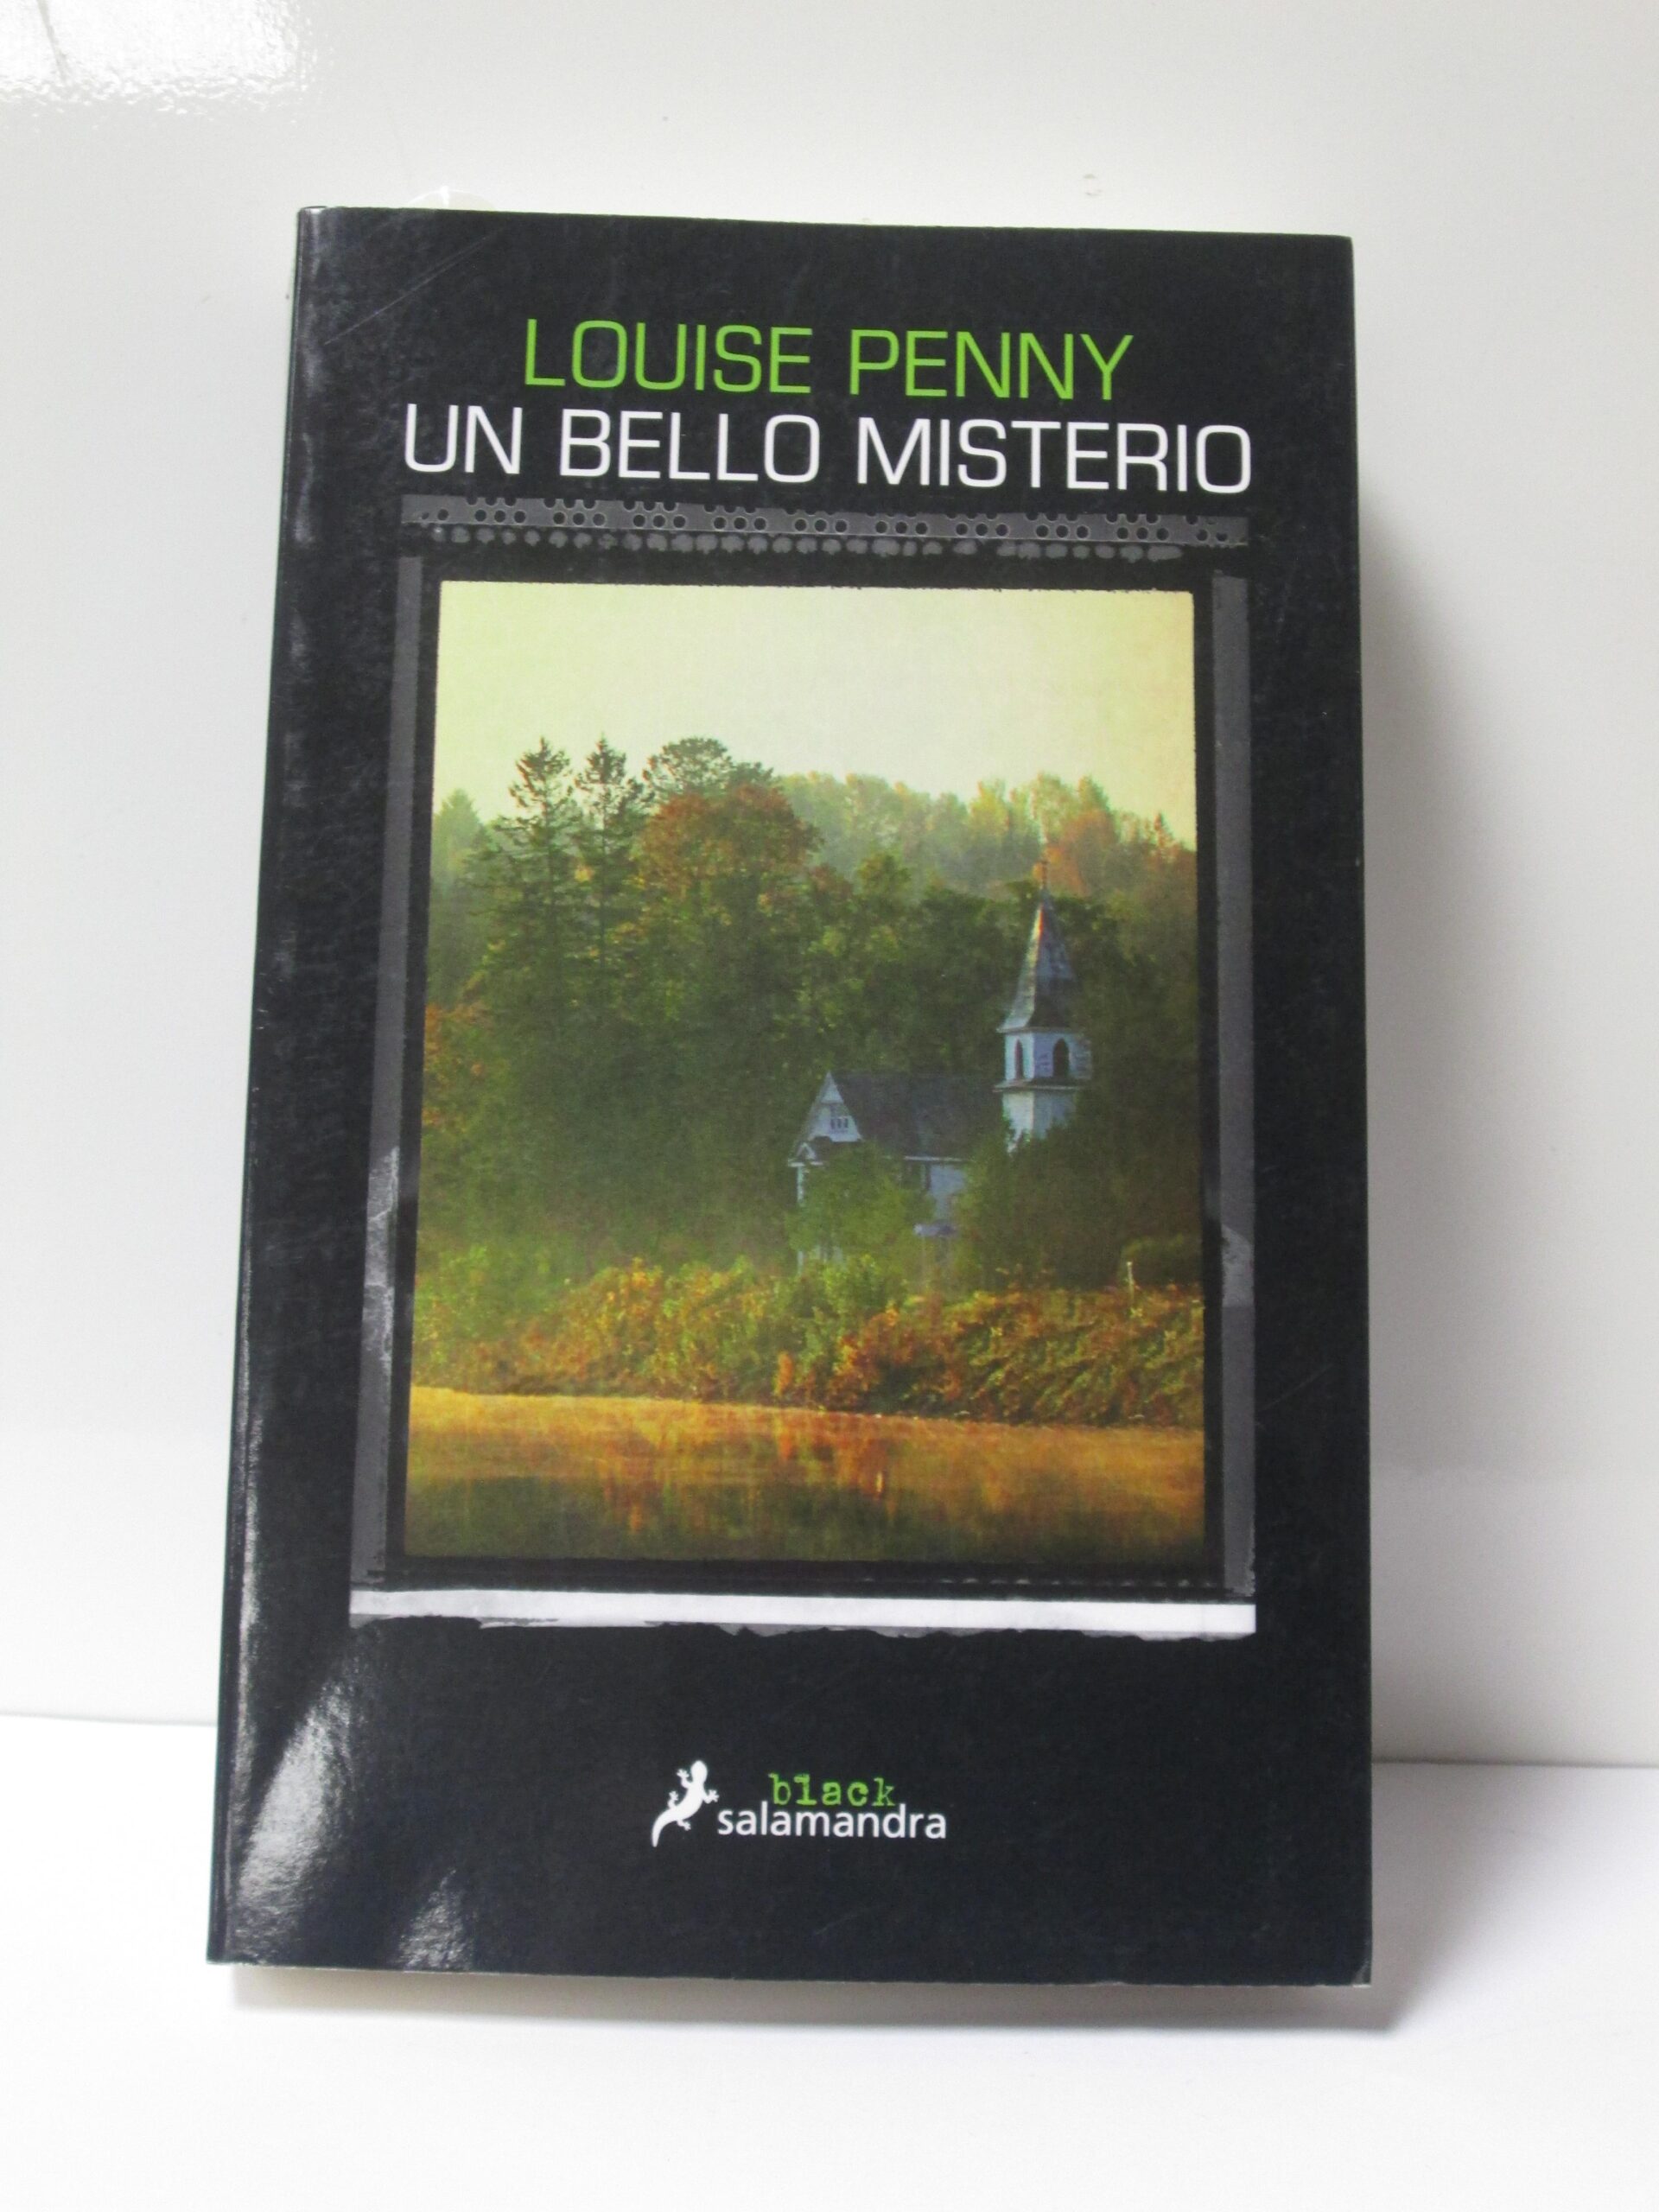 LOUISE PENNY
UN BELLO MISTERIO
black
salamandra